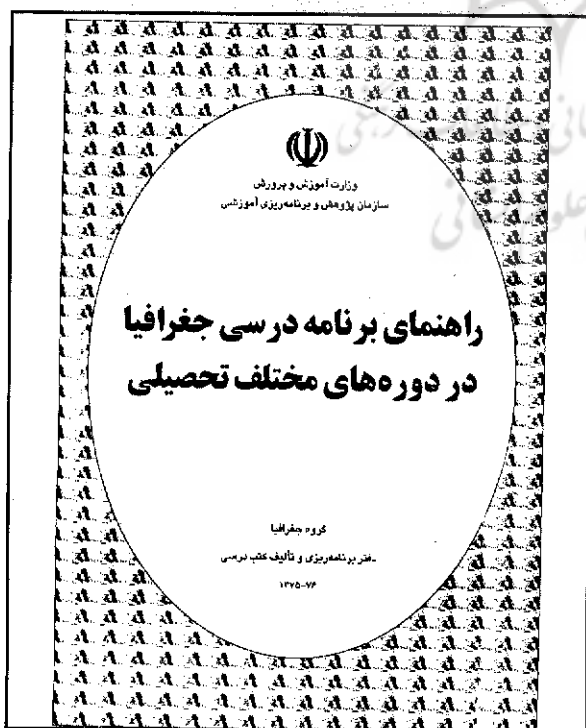 وزارت آموزش و پرورش
سازمان پژوهش و برنامه‌ریزی آموزشی
راهنمای برنامه درسی جغرافیا
در دوره‌های مختلف تحصیلی
گروه جغرافیا
دفتر برنامه‌ریزی و تألیف کتب درسی
۱۳۷۵-۷۶